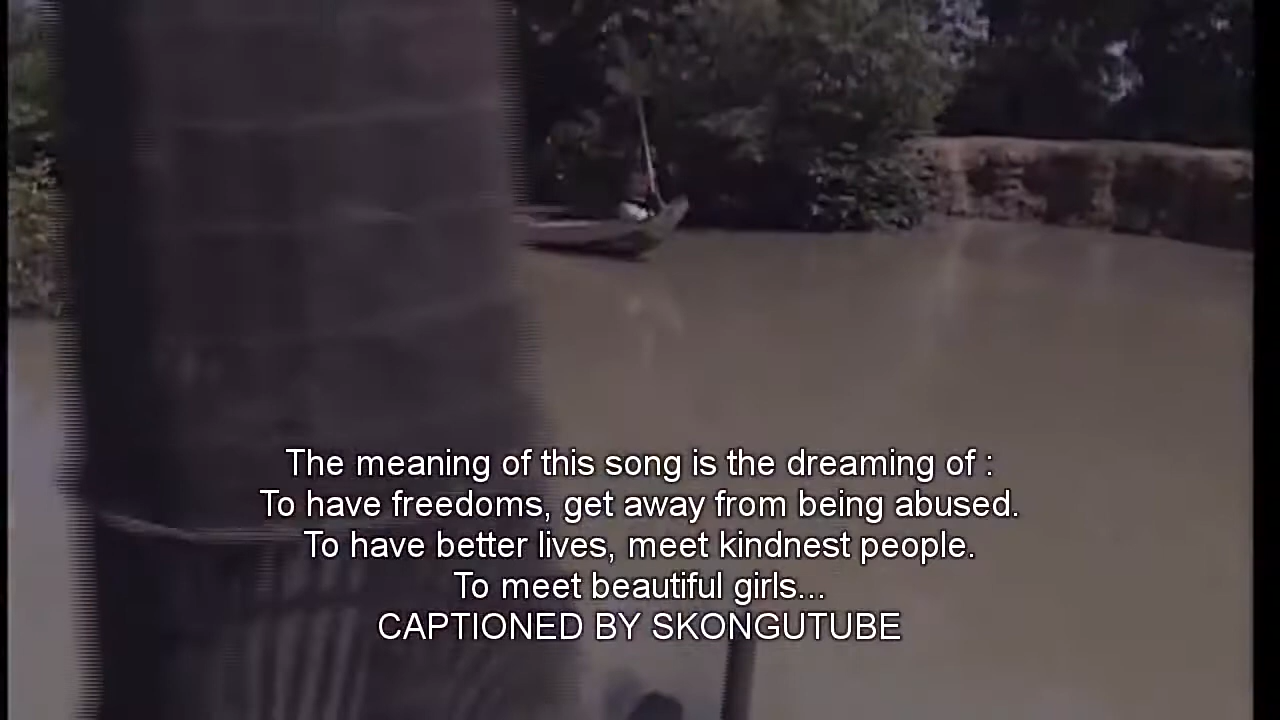 The meaning of this song is the dreaming of :
To have freedoms, get away from being abused.
To have better lives, meet kindnest people.
To meet beautiful girls...
CAPTIONED BY SKONGUTUBE